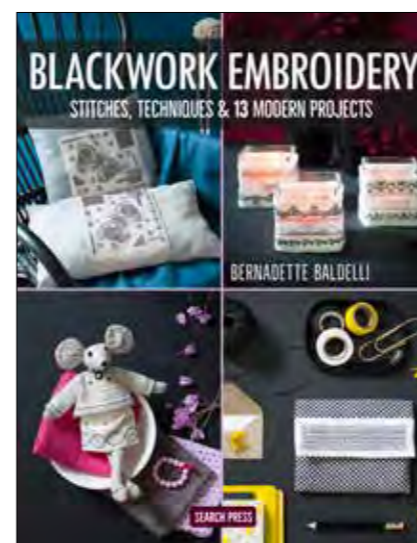 BLACKWORK EMBROIDERY
STITCHES, TECHNIQUES & 13 MODERN PROJECTS
BERNADETTE BALDELLI
SEARCH PRESS